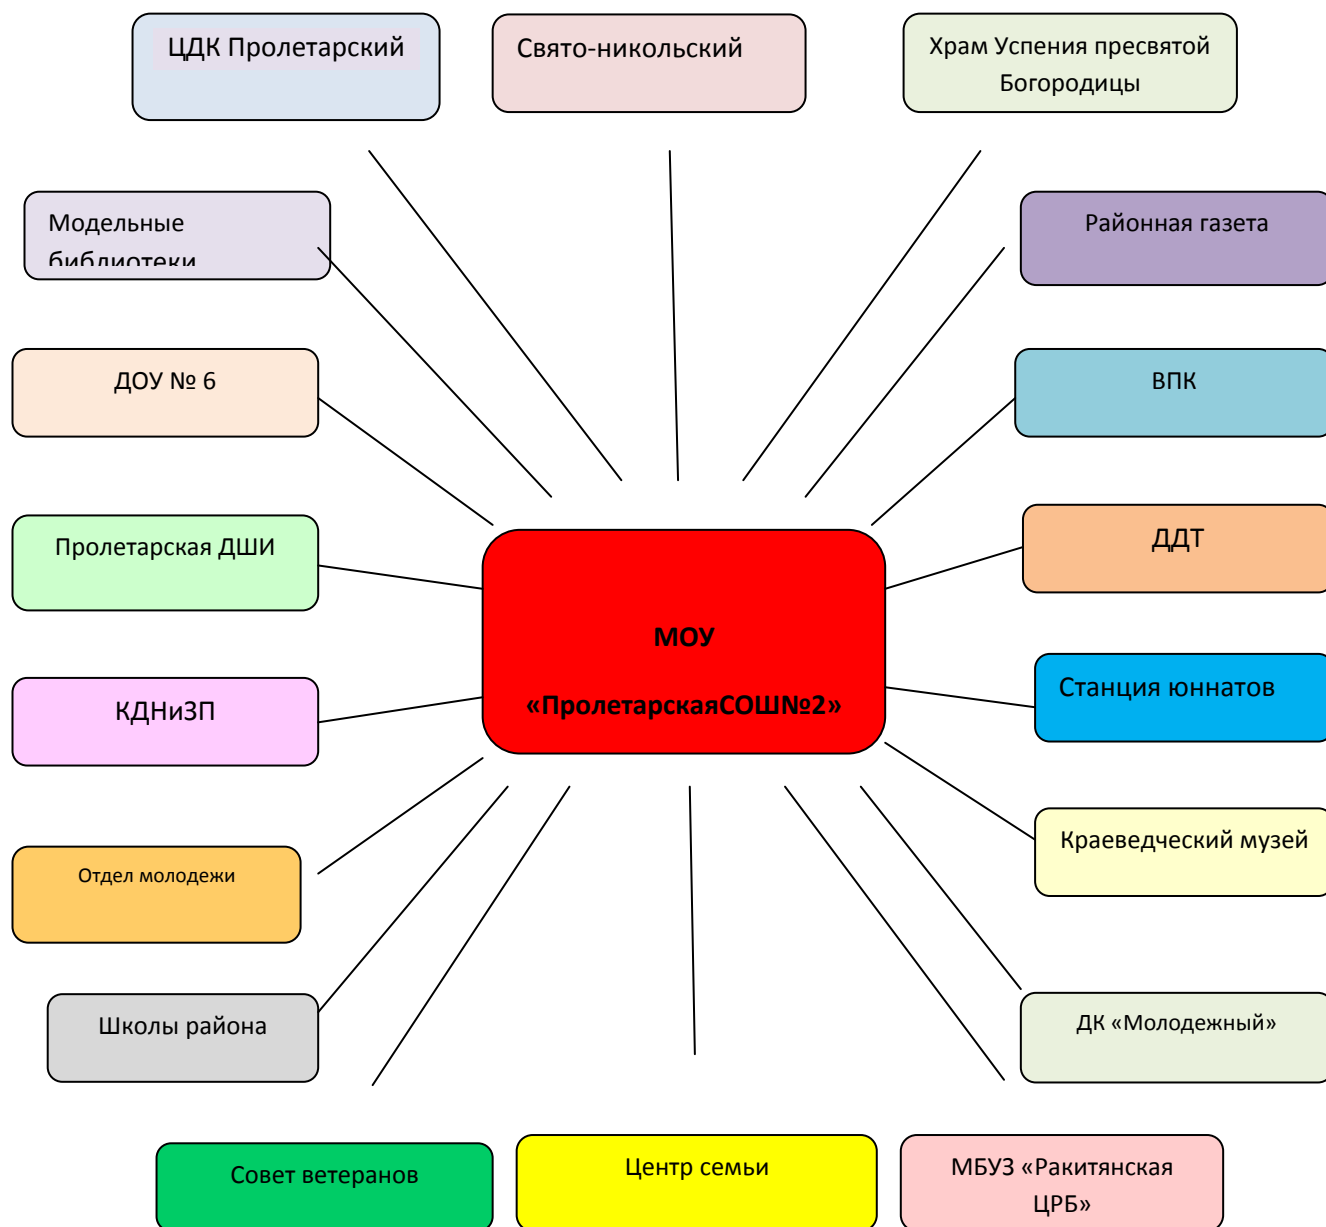 ЦДК Пролетарский
Свято-никольский
Храм Успения пресвятой
Богородицы
Модельные
библиотеки
Районная газета
ДОУ № 6
ВПК
Пролетарская ДШИ
ДДТ
МОУ
«ПролетарскаяСОШ№2»
КДНиЗП
Станция юннатов
Отдел молодежи
Краеведческий музей
Школы района
ДК «Молодежный»
Совет ветеранов
Центр семьи
МБУЗ «Ракитянская
ЦРБ»